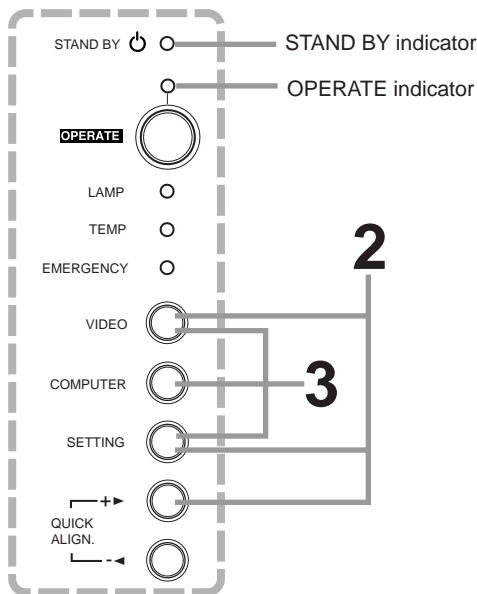 STAND BY
STAND BY indicator
OPERATE indicator
OPERATE
LAMP
TEMP
EMERGENCY
2
VIDEO
COMPUTER
3
SETTING
+►
QUICK
ALIGN.
-◄